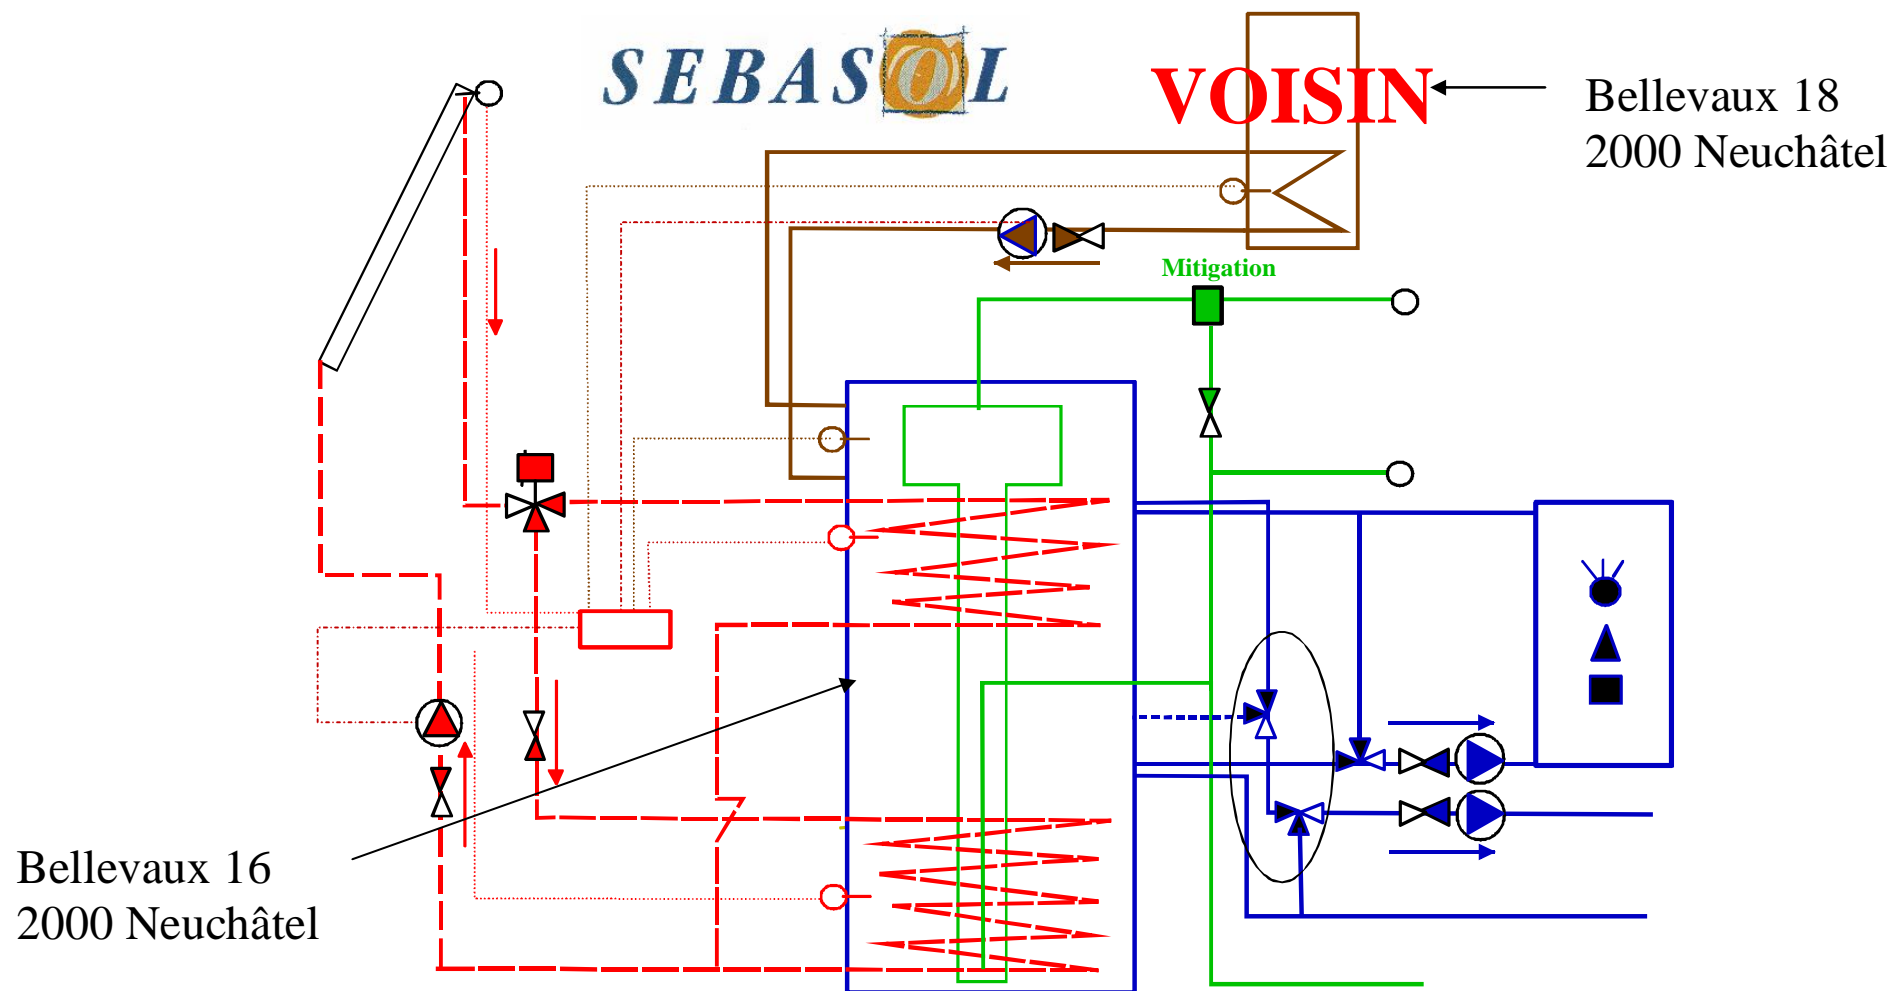 SEBASOL
VOISIN
Bellevaux 18
2000 Neuchâtel
Mitigation
Bellevaux 16
2000 Neuchâtel